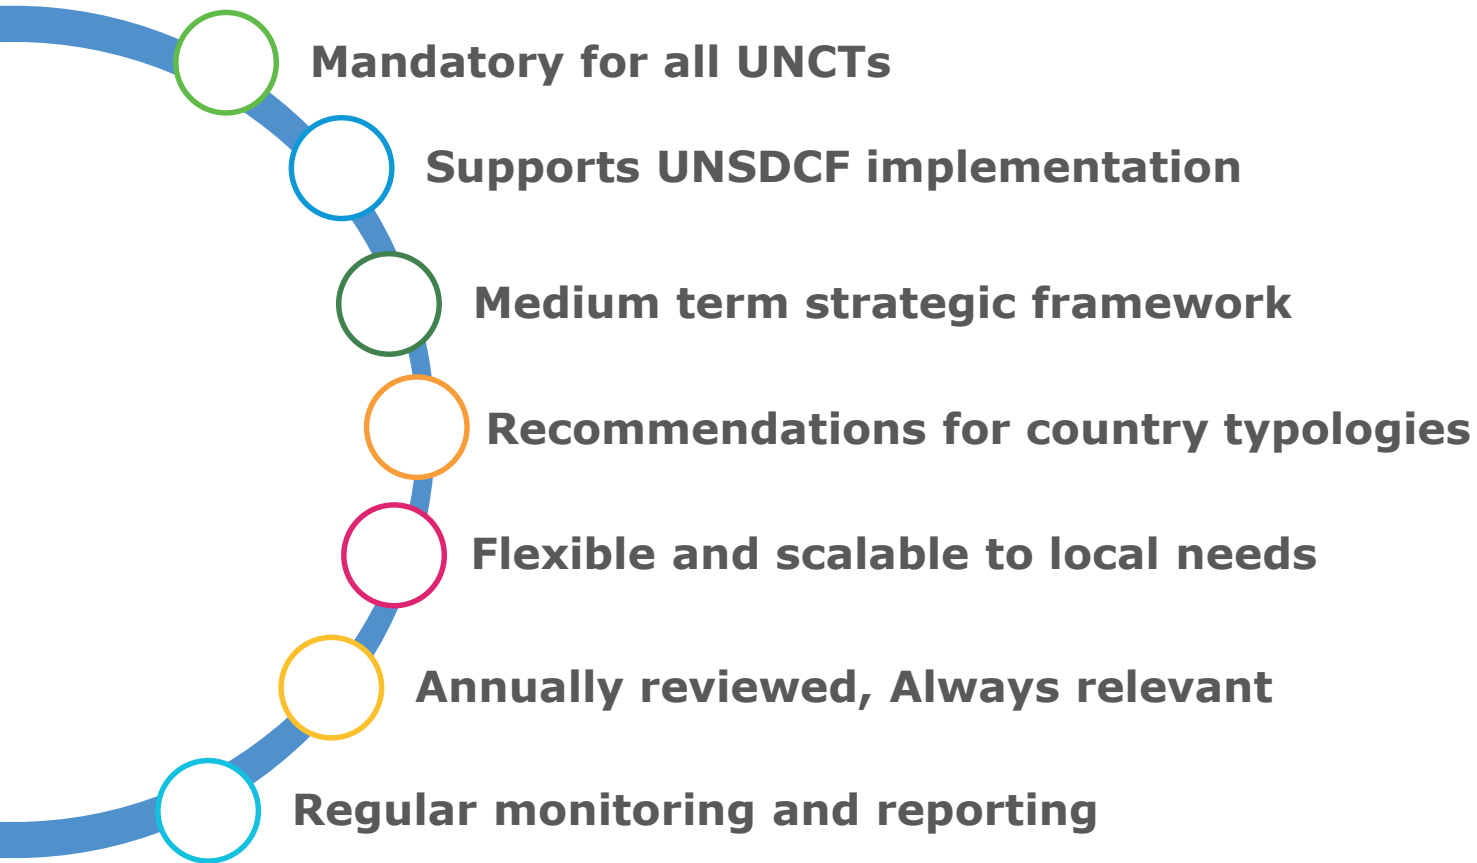 Mandatory for all UNCTs
Supports UNSDCF implementation
Medium term strategic framework
Recommendations for country typologies
Flexible and scalable to local needs
Annually reviewed, Always relevant
Regular monitoring and reporting